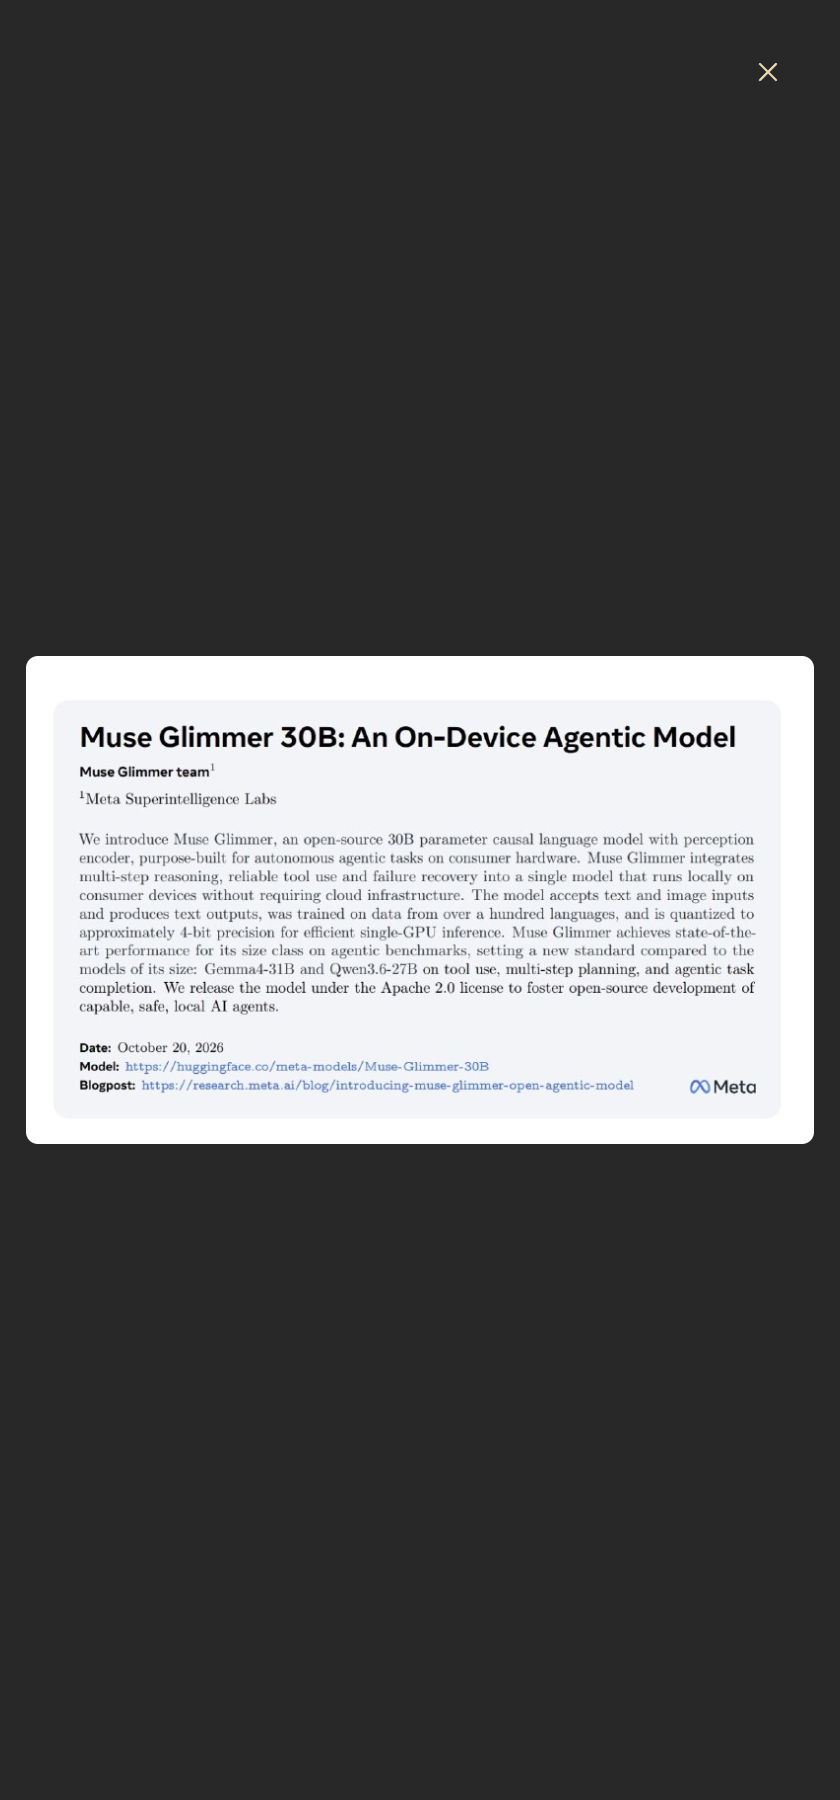 Muse Glimmer 30B: An On-Device Agentic Model
Muse Glimmer team¹
¹Meta Superintelligence Labs
We introduce Muse Glimmer, an open-source 30B parameter causal language model with perception
encoder, purpose-built for autonomous agentic tasks on consumer hardware. Muse Glimmer integrates
multi-step reasoning, reliable tool use and failure recovery into a single model that runs locally on
consumer devices without requiring cloud infrastructure. The model accepts text and image inputs
and produces text outputs, was trained on data from over a hundred languages, and is quantized to
approximately 4-bit precision for efficient single-GPU inference. Muse Glimmer achieves state-of-the-
art performance for its size class on agentic benchmarks, setting a new standard compared to the
models of its size: Gemma4-31B and Qwen3.6-27B on tool use, multi-step planning, and agentic task
completion. We release the model under the Apache 2.0 license to foster open-source development of
capable, safe, local AI agents.
Date: October 20, 2026
Model: https://huggingface.co/meta-models/Muse-Glimmer-30B
Blogpost: https://research.meta.ai/blog/introducing-muse-glimmer-open-agentic-model
Meta